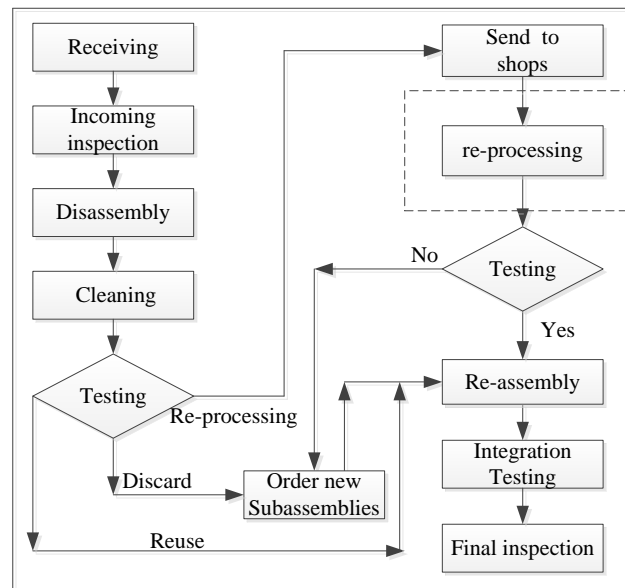 Receiving
Incoming
inspection
Disassembly
Cleaning
Testing
Re-processing
Discard
Reuse
Order new
Subassemblies
Send to
shops
re-processing
Testing
No
Yes
Re-assembly
Integration
Testing
Final inspection